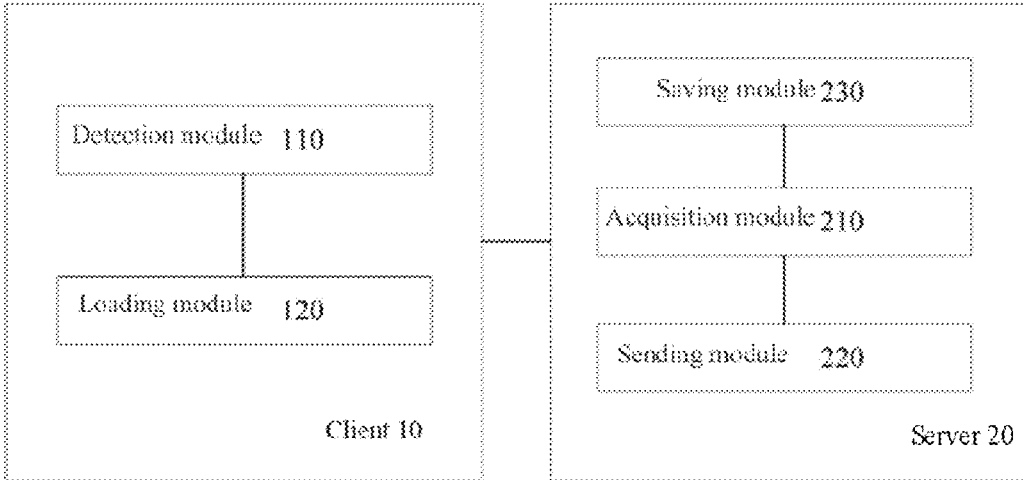 Detection module 110
Loading module 120
Client 10
Saving module 230
Acquisition module 210
Sending module 220
Server 20